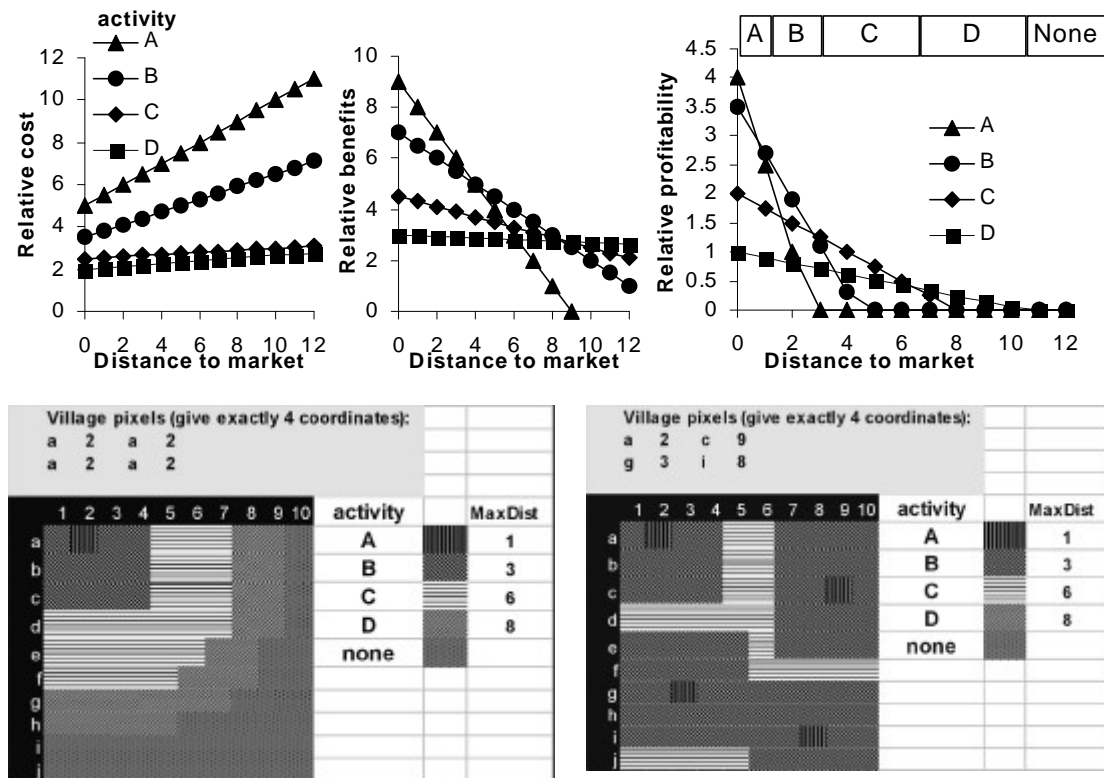 activity
A
B
C
D
12
10
8
6
4
2
0
Relative cost
0 2 4 6 8 10 12
Distance to market
10
8
6
4
2
0
Relative benefits
0 2 4 6 8 10 12
Distance to market
A B C D None
4.5
4
3.5
3
2.5
2
1.5
1
0.5
0
Relative profitability
A
B
C
D
0 2 4 6 8 10 12
Distance to market
Village pixels (give exactly 4 coordinates):
a 2 a 2
a 2 a 2
1 2 3 4 5 6 7 8 9 10 activity MaxDist
a A 1
b B 3
c C 6
d D 8
e none
f
g
h
i
j
Village pixels (give exactly 4 coordinates):
a 2 c 9
g 3 i 8
1 2 3 4 5 6 7 8 9 10 activity MaxDist
a A 1
b B 3
c C 6
d D 8
e none
f
g
h
i
j